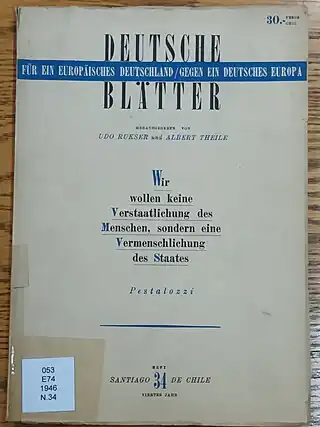 30.- PESOS
CHIL.
DEUTSCHE
FÜR EIN EUROPÄISCHES DEUTSCHLAND / GEGEN EIN DEUTSCHES EUROPA
BLÄTTER
HERAUSGEGEBEN VON
UDO RUKSER und ALBERT THEILE
Wir
wollen keine
Verstaatlichung des
Menschen, sondern eine
Vermenschlichung
des Staates
Pestalozzi
HEFT
SANTIAGO 34 DE CHILE
VIERTES JAHR
053
E74
1946
N.34